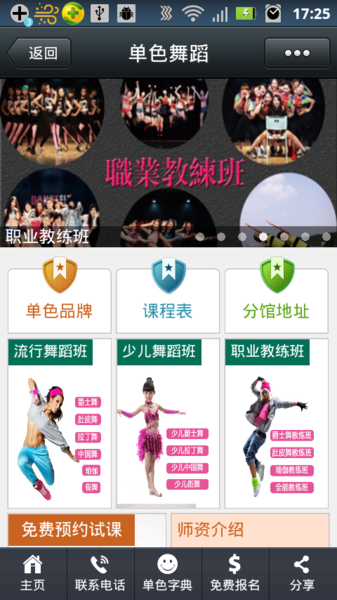 17:25
返回
单色舞蹈
職業教練班
职业教练班
单色品牌
课程表
分馆地址
流行舞蹈班
少儿舞蹈班
职业教练班
爵士舞
肚皮舞
拉丁舞
中国舞
瑜伽
街舞
少儿爵士舞
少儿拉丁舞
少儿中国舞
少儿街舞
爵士舞教练班
肚皮舞教练班
瑜伽教练班
全能教练班
免费预约试课
师资介绍
主页
联系电话
单色字典
免费报名
分享